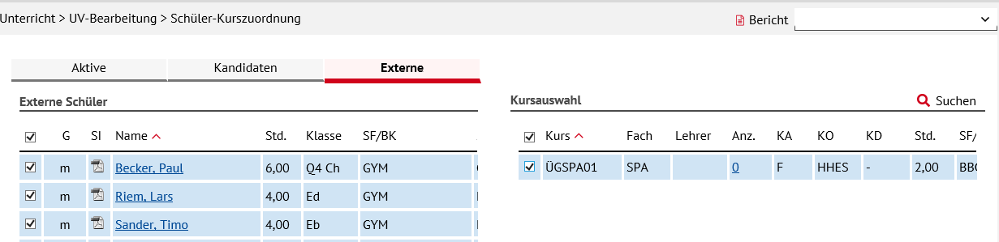 Unterricht > UV-Bearbeitung > Schüler-Kurszuordnung
Bericht
Aktive Kandidaten Externe
Externe Schüler
G SI Name Std. Klasse SF/BK
m Becker, Paul 6,00 Q4 Ch GYM
m Riem, Lars 4,00 Ed GYM
m Sander, Timo 4,00 Eb GYM
Kursauswahl Suchen
Kurs Fach Lehrer Anz. KA KO KD Std. SF/
ÜGSPA01 SPA 0 F HHES - 2,00